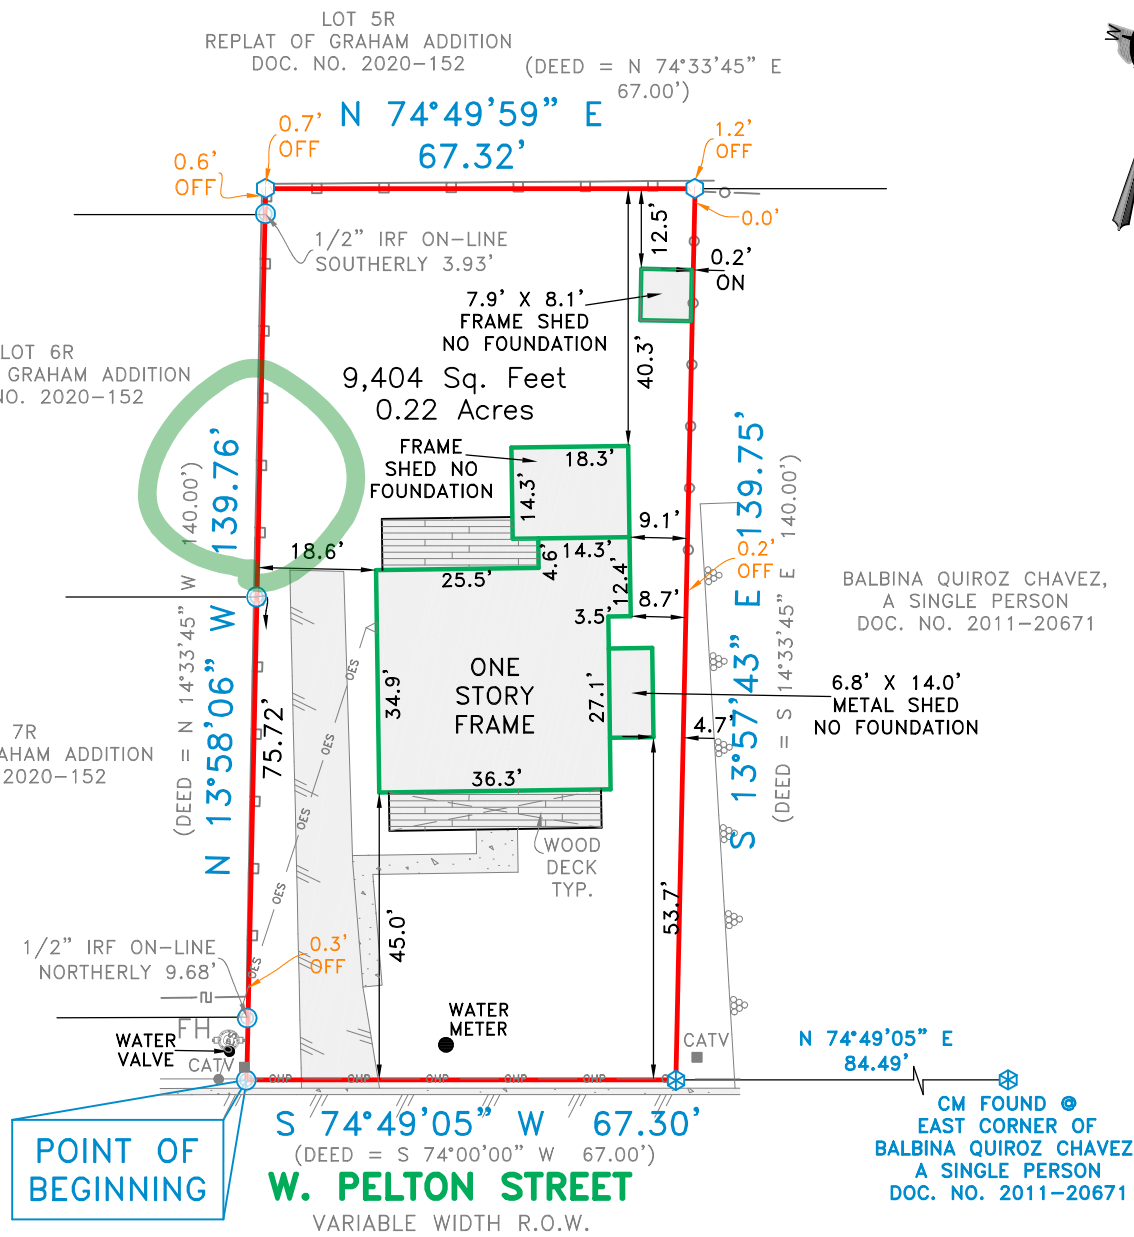 LOT 5R
REPLAT OF GRAHAM ADDITION
DOC. NO. 2020-152
(DEED = N 74°33'45" E
67.00')
N 74°49'59" E
67.32'
0.7'
OFF
0.6'
OFF
1.2'
OFF
0.0'
N
1/2" IRF ON-LINE
SOUTHERLY 3.93'
12.5'
0.2'
ON
7.9' X 8.1'
FRAME SHED
NO FOUNDATION
40.3'
LOT 6R
GRAHAM ADDITION
NO. 2020-152
9,404 Sq. Feet
0.22 Acres
FRAME
SHED NO
FOUNDATION
18.3'
14.3'
N 13°58'06" W 139.76'
(DEED = N 14°33'45" W 140.00')
S 13°57'43" E 139.75'
(DEED = S 14°33'45" E 140.00')
18.6'
25.5'
4.6'
14.3'
12.4'
9.1'
0.2'
OFF
8.7'
3.5'
BALBINA QUIROZ CHAVEZ,
A SINGLE PERSON
DOC. NO. 2011-20671
OES
OES
OES
OES
OES
ONE
STORY
FRAME
34.9'
27.1'
36.3'
6.8' X 14.0'
METAL SHED
NO FOUNDATION
4.7'
7R
AHAM ADDITION
2020-152
75.72'
WOOD
DECK
TYP.
45.0'
53.7'
1/2" IRF ON-LINE
NORTHERLY 9.68'
0.3'
OFF
FH
WATER
VALVE
CATV
WATER
METER
CATV
N 74°49'05" E
84.49'
OHP OHP OHP OHP OHP
CM FOUND @
EAST CORNER OF
BALBINA QUIROZ CHAVEZ
A SINGLE PERSON
DOC. NO. 2011-20671
POINT OF
BEGINNING
S 74°49'05" W 67.30'
(DEED = S 74°00'00" W 67.00')
W. PELTON STREET
VARIABLE WIDTH R.O.W.